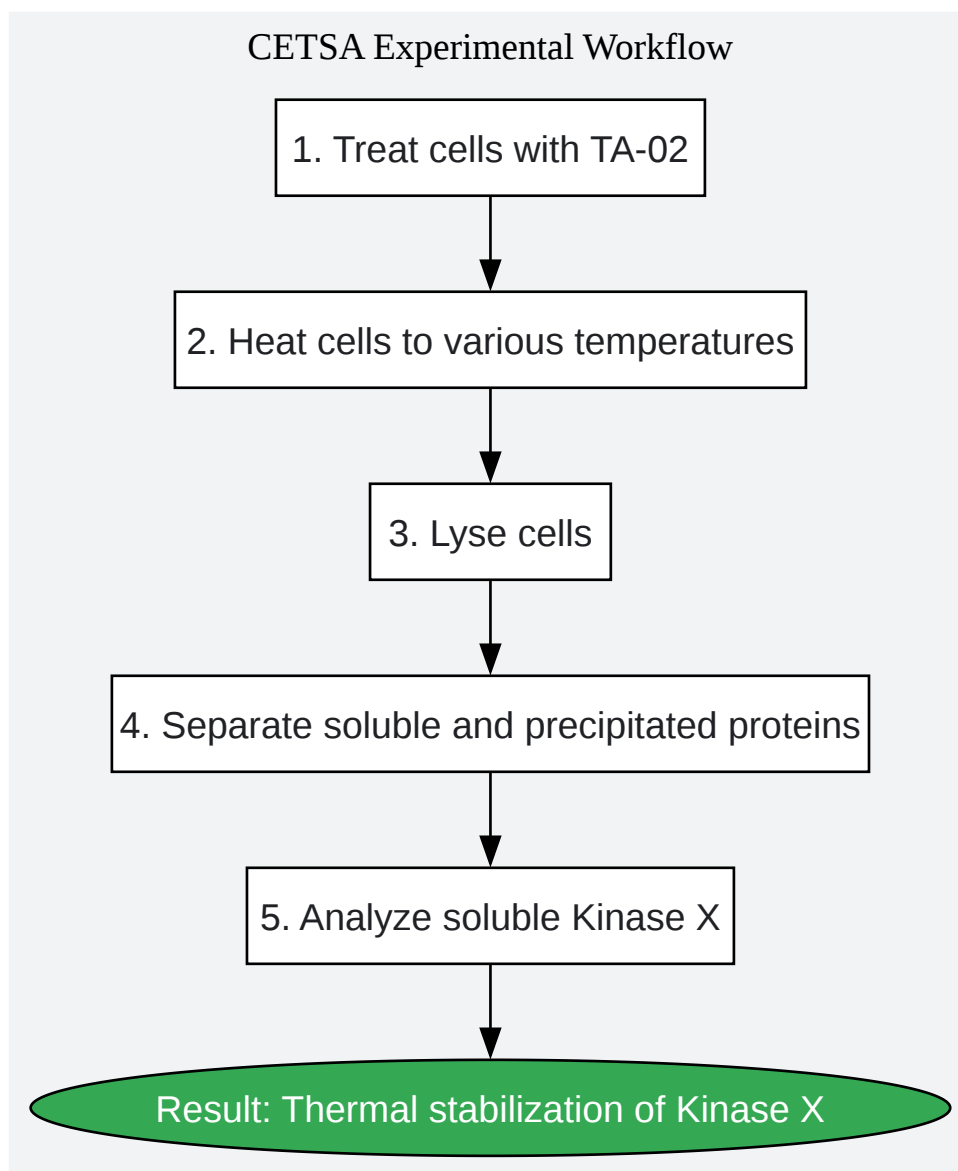 CETSA Experimental Workflow
1. Treat cells with TA-02
2. Heat cells to various temperatures
3. Lyse cells
4. Separate soluble and precipitated proteins
5. Analyze soluble Kinase X
Result: Thermal stabilization of Kinase X